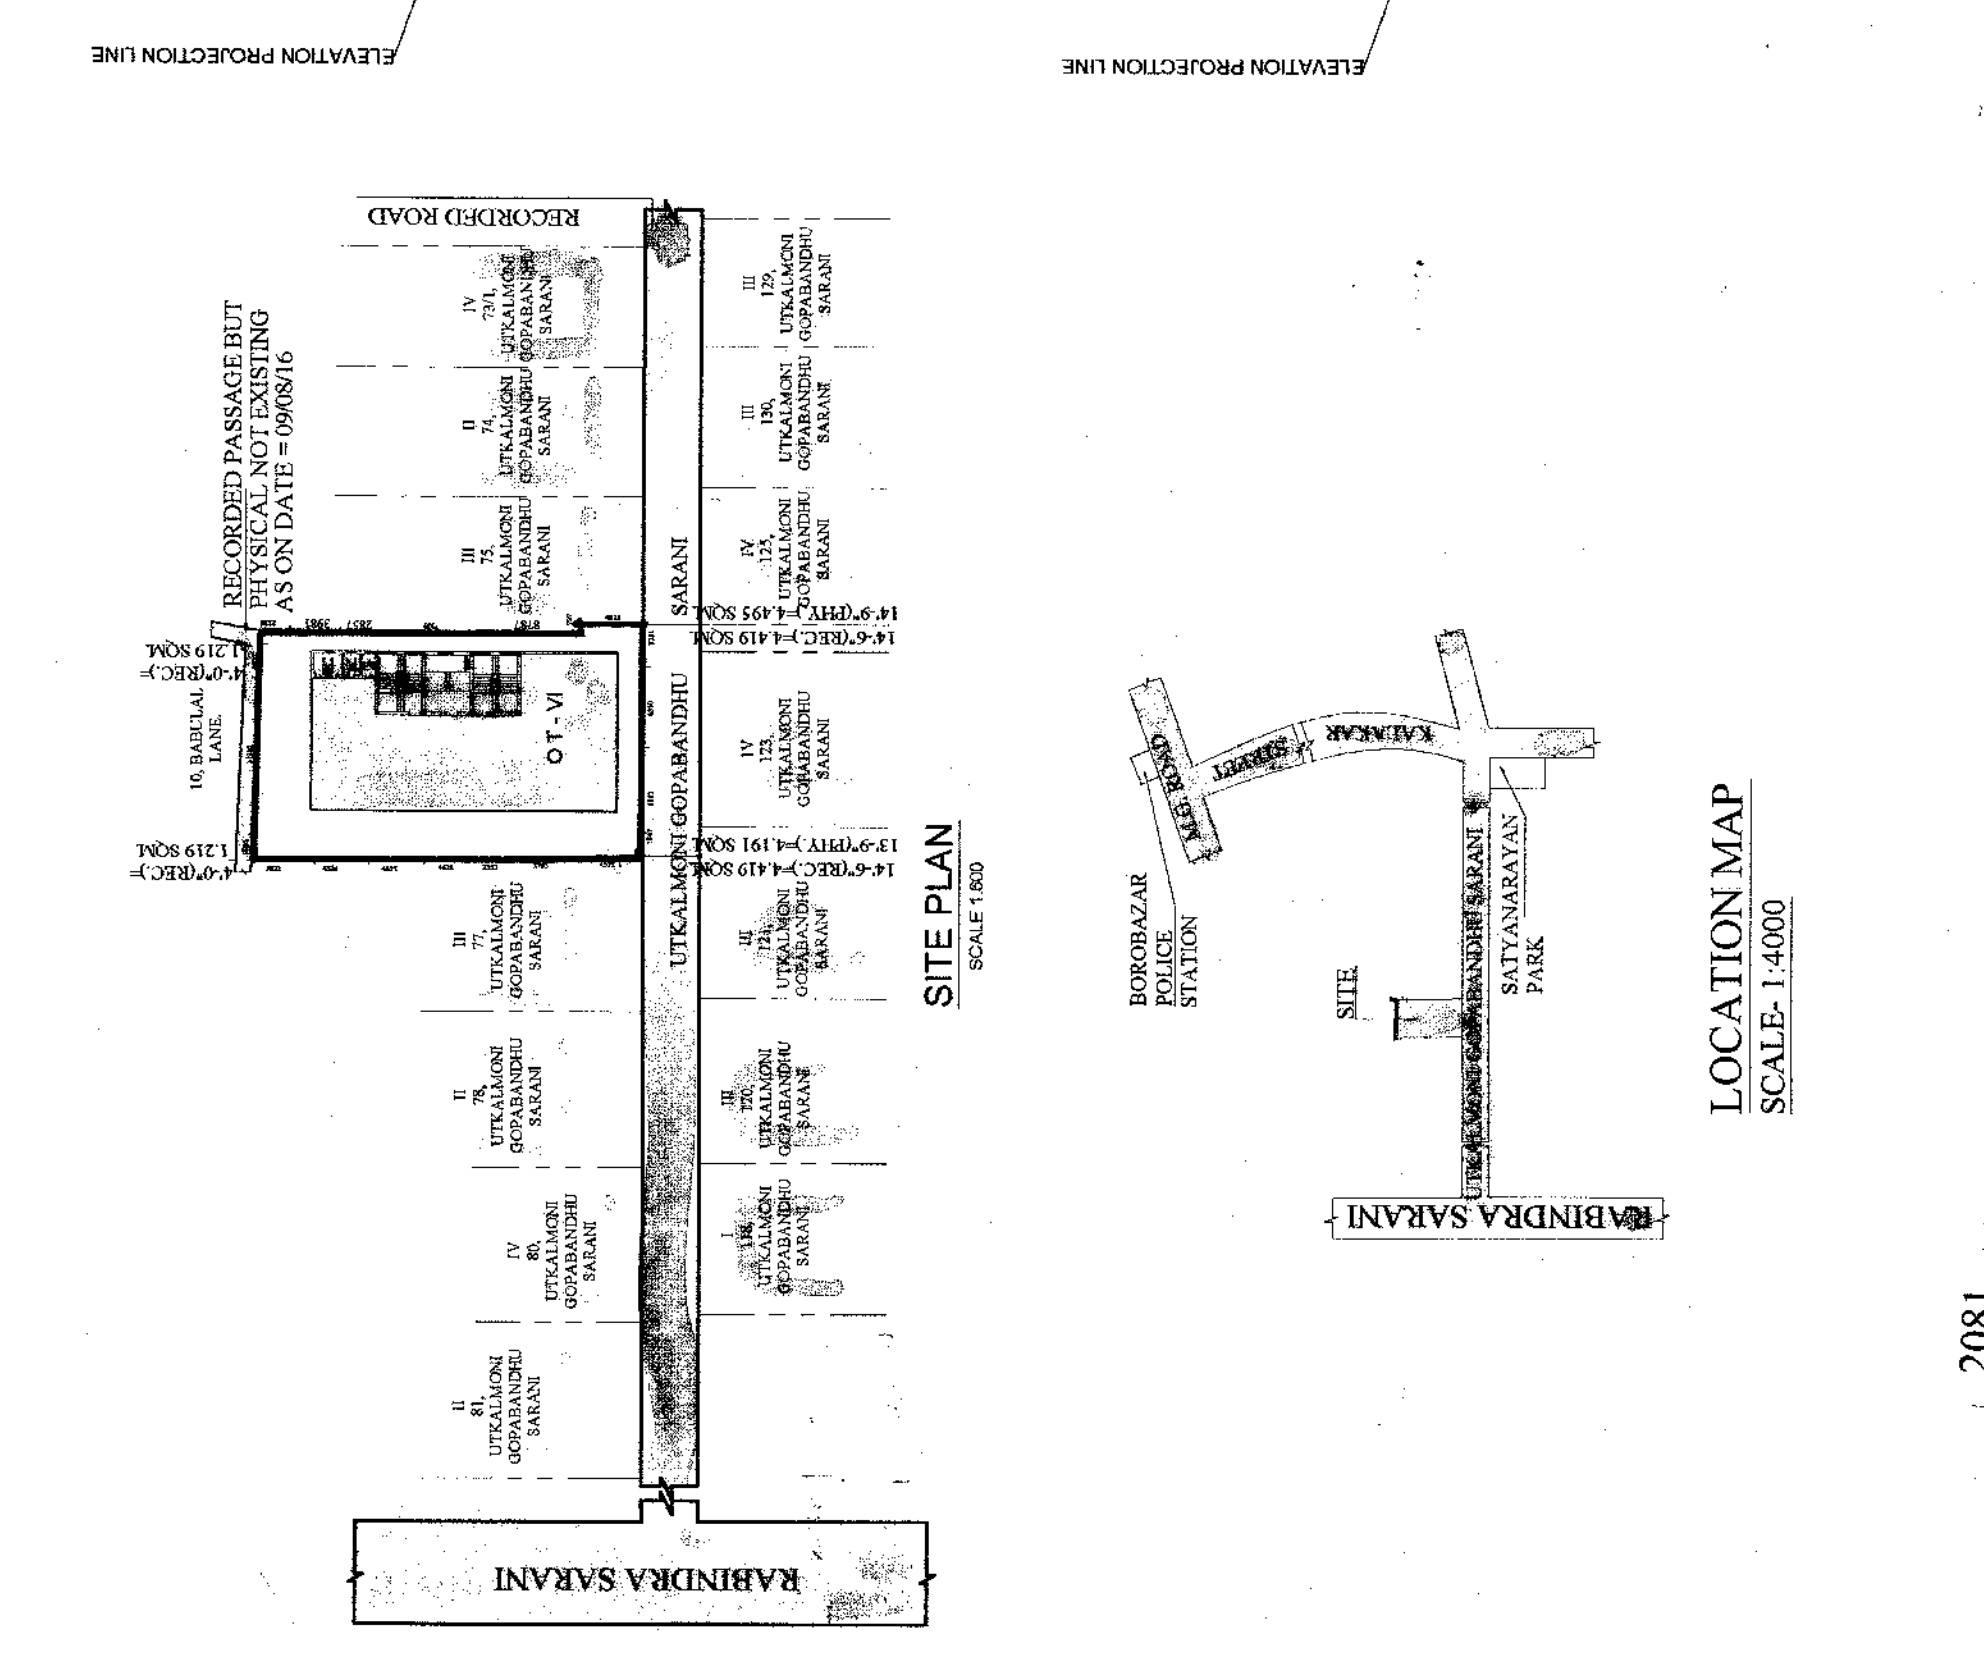 ELEVATION PROJECTION LINE
ELEVATION PROJECTION LINE
RECORDED ROAD
RECORDED PASSAGE BUT
PHYSICAL NOT EXISTING
AS ON DATE = 09/08/16
IV
73/1,
UTKALMONI
GOPABANDHU
SARANI
II
74,
UTKALMONI
GOPABANDHU
SARANI
III
75,
UTKALMONI
GOPABANDHU
SARANI
III
129,
UTKALMONI
GOPABANDHU
SARANI
III
130,
UTKALMONI
GOPABANDHU
SARANI
IV
125,
UTKALMONI
GOPABANDHU
SARANI
14'-9"(PHY.)=4.495 SQM.
14'-6"(REC.)=4.419 SQM.
4'-0"(REC.)=
1.219 SQM.
10, BABULAL
LANE.
OT-VI
UTKALMONI GOPABANDHU SARANI
IV
123,
UTKALMONI
GOPABANDHU
SARANI
4'-0"(REC.)=
1.219 SQM.
13'-9"(PHY.)=4.191 SQM.
14'-6"(REC.)=4.419 SQM.
III
77,
UTKALMONI
GOPABANDHU
SARANI
III
UTKALMONI
GOPABANDHU
SARANI
II
78,
UTKALMONI
GOPABANDHU
SARANI
III
120,
UTKALMONI
GOPABANDHU
SARANI
IV
80,
UTKALMONI
GOPABANDHU
SARANI
I
118,
UTKALMONI
GOPABANDHU
SARANI
II
81,
UTKALMONI
GOPABANDHU
SARANI
RABINDRA SARANI
SITE PLAN
SCALE 1:600
M.G. ROAD
STREET
KALAKAR
BOROBAZAR
POLICE
STATION
SITE
SATYANARAYAN
PARK
UTKALMONI GOPABANDHU SARANI
RABINDRA SARANI
LOCATION MAP
SCALE- 1:4000
2081